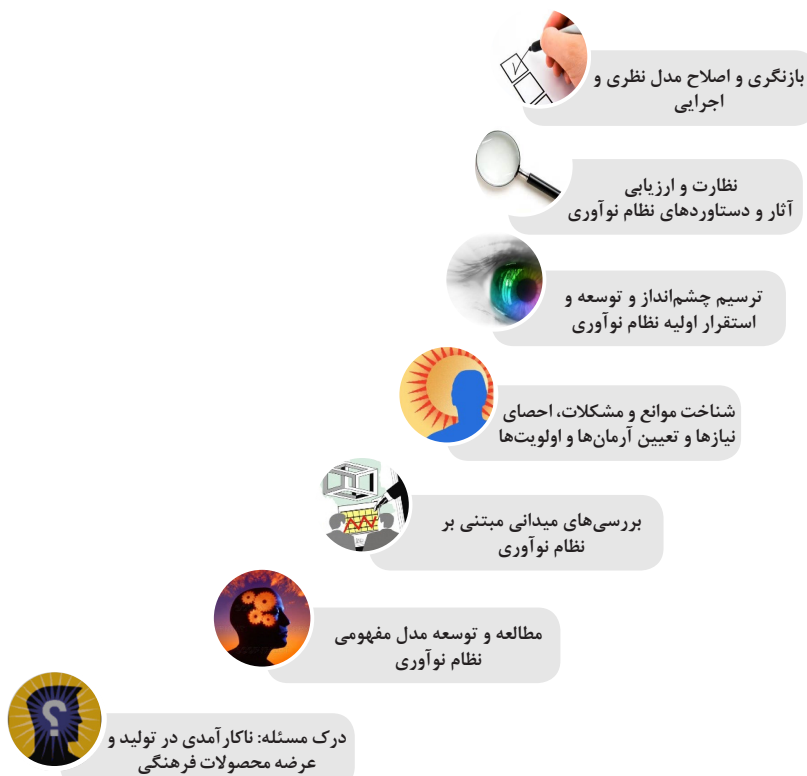 بازنگری و اصلاح مدل نظری و
اجرایی
نظارت و ارزیابی
آثار و دستاوردهای نظام نوآوری
ترسیم چشم‌انداز و توسعه و
استقرار اولیه نظام نوآوری
شناخت موانع و مشکلات، احصای
نیازها و تعیین آرمان‌ها و اولویت‌ها
بررسی‌های میدانی مبتنی بر
نظام نوآوری
مطالعه و توسعه مدل مفهومی
نظام نوآوری
درک مسئله: ناکارآمدی در تولید و
عرضه محصولات فرهنگی